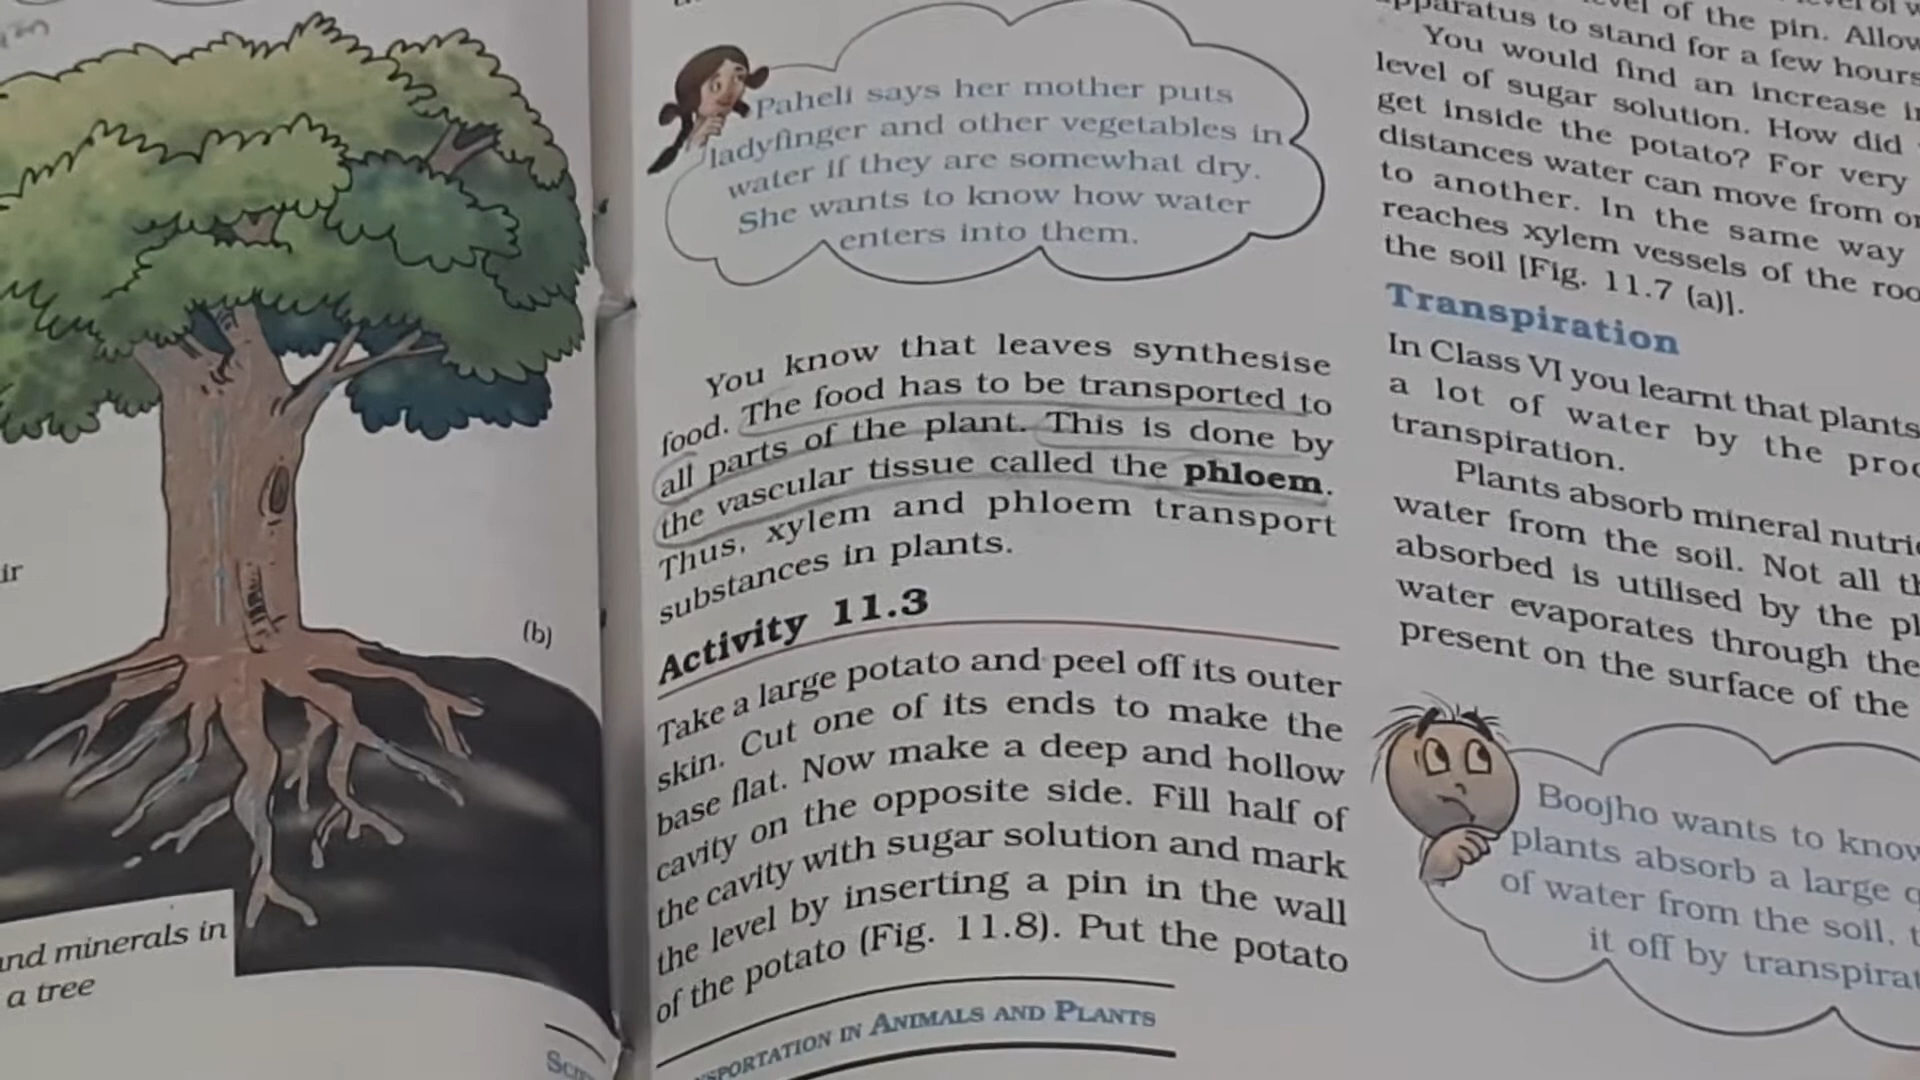 ir
(b)
and minerals in
a tree
Paheli says her mother puts
ladyfinger and other vegetables in
water if they are somewhat dry.
She wants to know how water
enters into them.
You know that leaves synthesise
food. The food has to be transported to
all parts of the plant. This is done by
the vascular tissue called the phloem.
Thus, xylem and phloem transport
substances in plants.
Activity 11.3
Take a large potato and peel off its outer
skin. Cut one of its ends to make the
base flat. Now make a deep and hollow
cavity on the opposite side. Fill half of
the cavity with sugar solution and mark
the level by inserting a pin in the wall
of the potato (Fig. 11.8). Put the potato
SPORTATION IN ANIMALS AND PLANTS
level of the pin. Allow
apparatus to stand for a few hours
You would find an increase in
level of sugar solution. How did
get inside the potato? For very
distances water can move from
to another. In the same way
reaches xylem vessels of the
the soil [Fig. 11.7 (a)].
Transpiration
In Class VI you learnt that plants
a lot of water by the
transpiration.
Plants absorb mineral
water from the soil. Not all
absorbed is utilised by the
water evaporates through the
present on the surface of the
Boojho wants to know
plants absorb a large
of water from the soil,
it off by